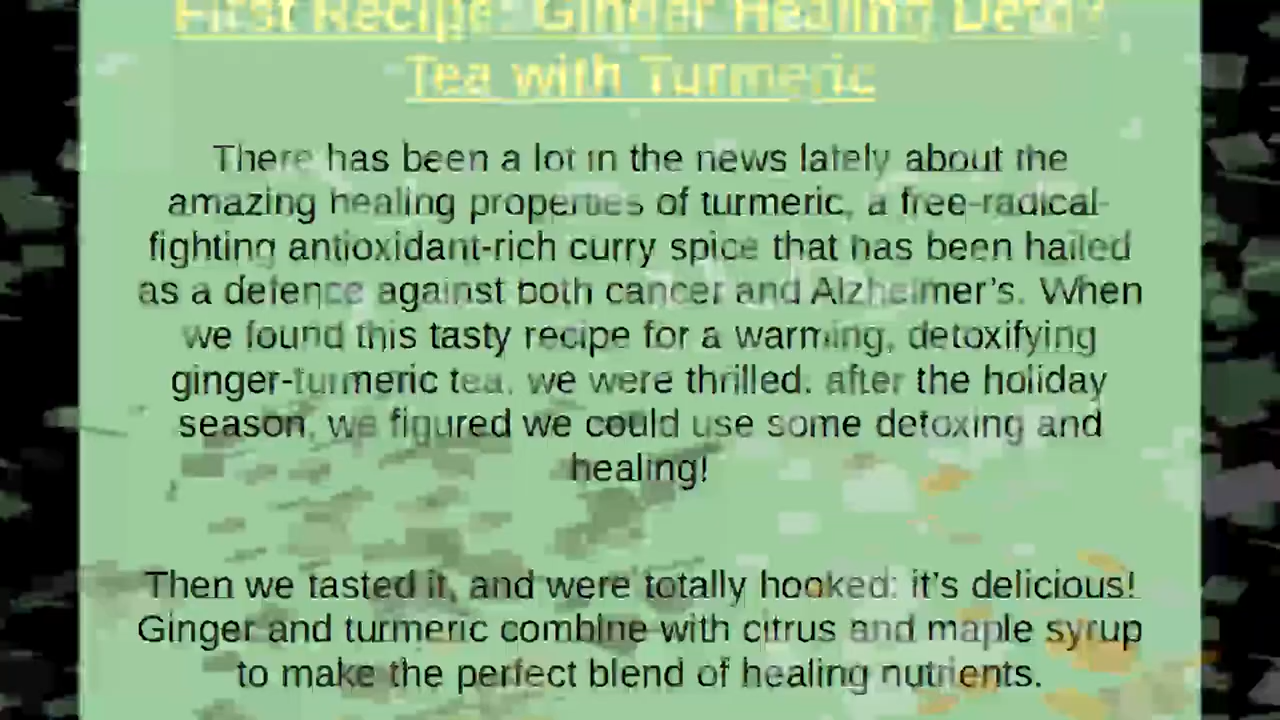 First Recipe: Ginger Healing Detox
Tea with Turmeric
There has been a lot in the news lately about the
amazing healing properties of turmeric, a free-radical-
fighting antioxidant-rich curry spice that has been hailed
as a defence against both cancer and Alzheimer's. When
we found this tasty recipe for a warming, detoxifying
ginger-turmeric tea, we were thrilled. after the holiday
season, we figured we could use some detoxing and
healing!
Then we tasted it, and were totally hooked: it's delicious!
Ginger and turmeric combine with citrus and maple syrup
to make the perfect blend of healing nutrients.